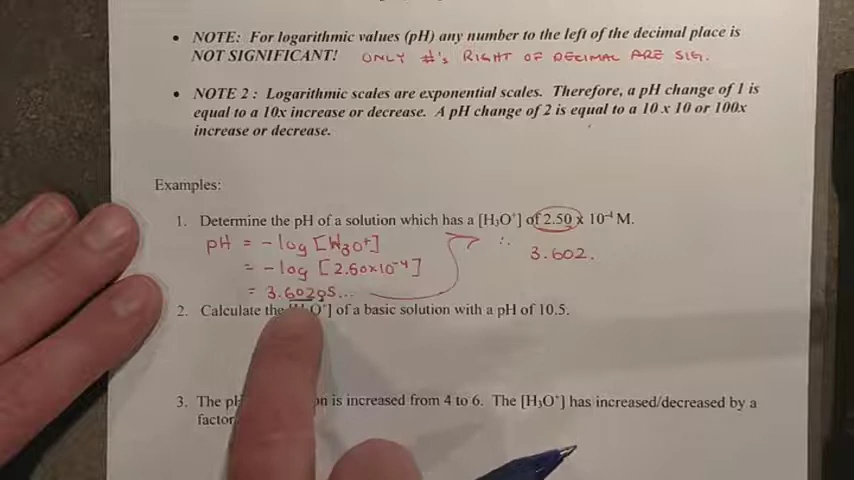 • NOTE: For logarithmic values (pH) any number to the left of the decimal place is
NOT SIGNIFICANT! ONLY #'s RIGHT OF DECIMAL ARE SIG.
• NOTE 2 : Logarithmic scales are exponential scales. Therefore, a pH change of 1 is
equal to a 10x increase or decrease. A pH change of 2 is equal to a 10 x 10 or 100x
increase or decrease.
Examples:
1. Determine the pH of a solution which has a [H₃O⁺] of 2.50 x 10⁻⁴ M.
pH = -log [H₃O⁺]
= -log [2.50x10⁻⁴]
= 3.60205...
∴ 3.602.
2. Calculate the O⁺] of a basic solution with a pH of 10.5.
3. The is increased from 4 to 6. The [H₃O⁺] has increased/decreased by a
factor